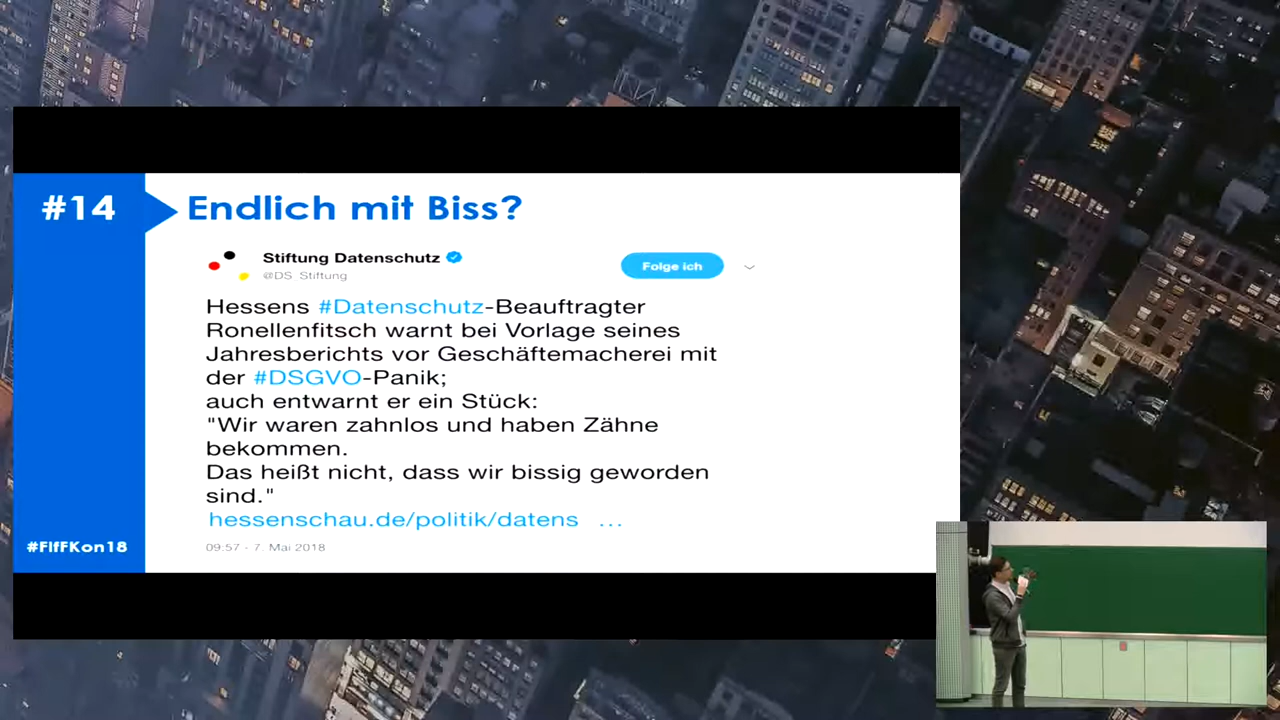 #14
Endlich mit Biss?
Stiftung Datenschutz
@DS_Stiftung
Folge ich
Hessens #Datenschutz-Beauftragter
Ronellenfitsch warnt bei Vorlage seines
Jahresberichts vor Geschäftemacherei mit
der #DSGVO-Panik;
auch entwarnt er ein Stück:
"Wir waren zahnlos und haben Zähne
bekommen.
Das heißt nicht, dass wir bissig geworden
sind."
hessenschau.de/politik/datens ...
09:57 - 7. Mai 2018
#FIfFKon18